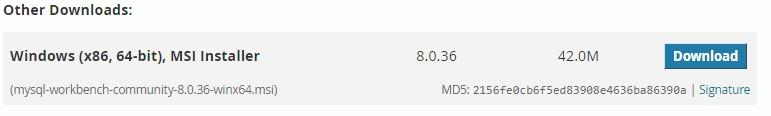 Other Downloads:
Windows (x86, 64-bit), MSI Installer 8.0.36 42.0M Download
(mysql-workbench-community-8.0.36-winx64.msi) MD5: 2156fe0cb6f5ed83908e4636ba86390a | Signature